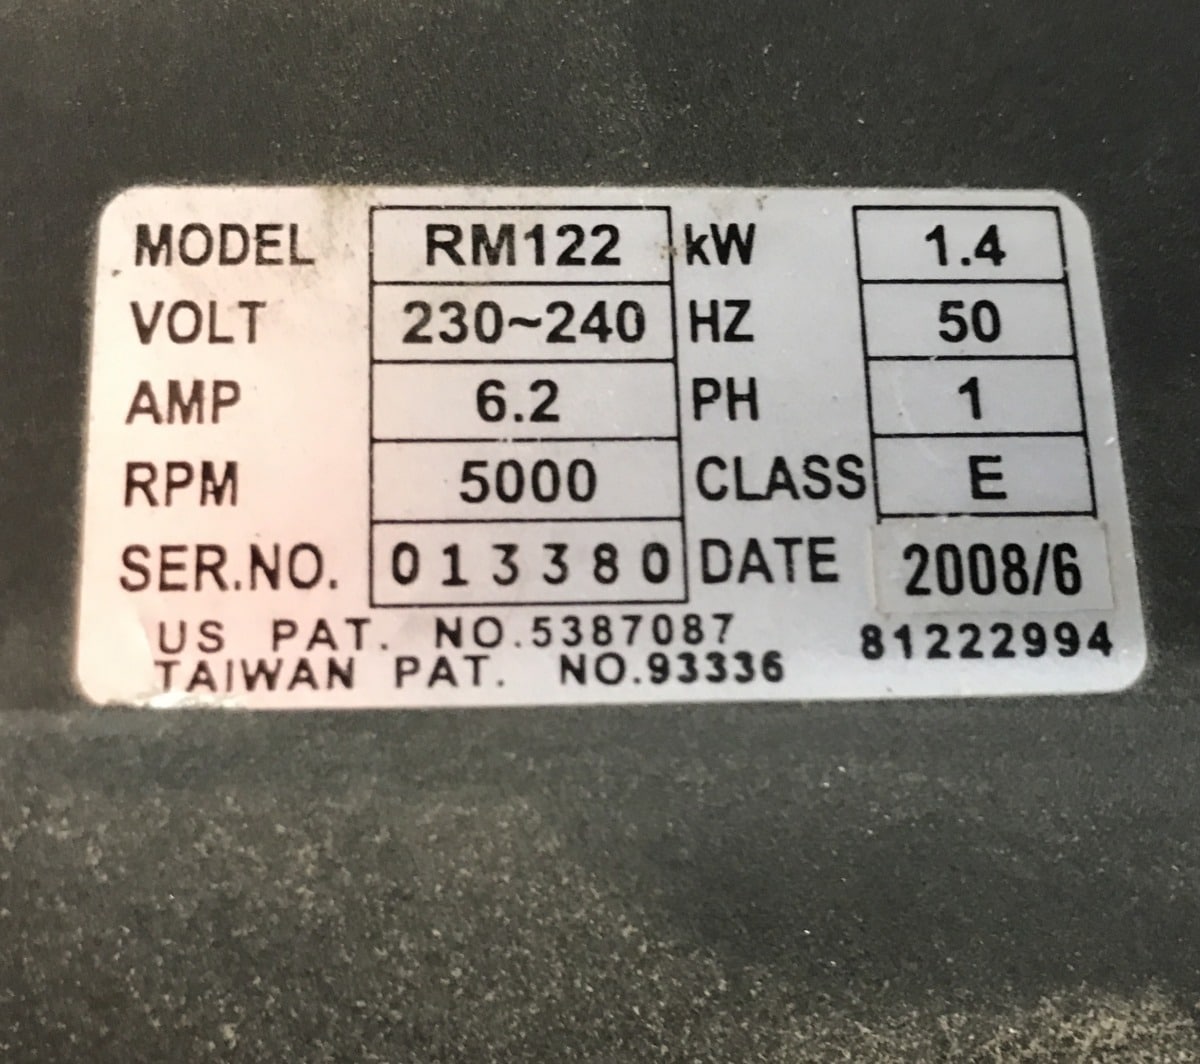 MODEL RM122 kW 1.4
VOLT 230~240 HZ 50
AMP 6.2 PH 1
RPM 5000 CLASS E
SER.NO. 013380 DATE 2008/6
US PAT. NO.5387087 81222994
TAIWAN PAT. NO.93336